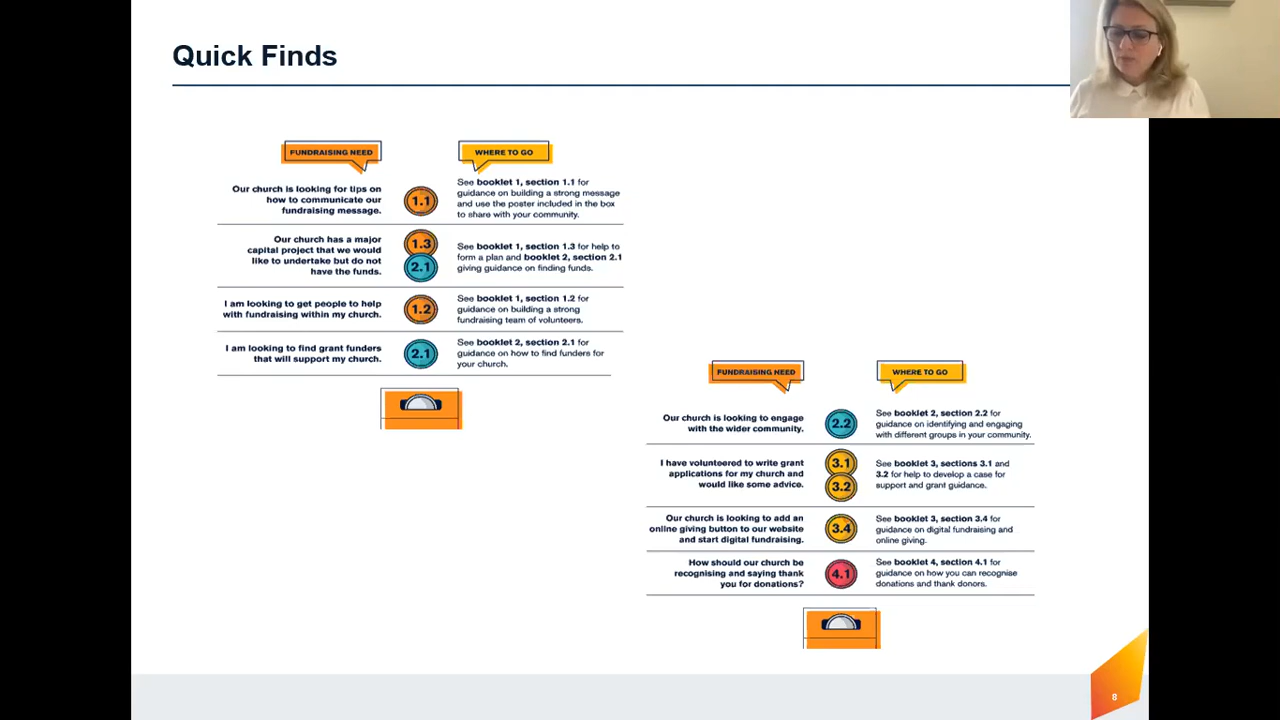 Quick Finds
FUNDRAISING NEED
WHERE TO GO
Our church is looking for tips on
how to communicate our
fundraising message.
1.1
See booklet 1, section 1.1 for
guidance on building a strong message
and use the poster included in the box
to share with your community.
Our church has a major
capital project that we would
like to undertake but do not
have the funds.
1.3
2.1
See booklet 1, section 1.3 for help to
form a plan and booklet 2, section 2.1
giving guidance on finding funds.
I am looking to get people to help
with fundraising within my church.
1.2
See booklet 1, section 1.2 for
guidance on building a strong
fundraising team of volunteers.
I am looking to find grant funders
that will support my church.
2.1
See booklet 2, section 2.1 for
guidance on how to find funders for
your church.
FUNDRAISING NEED
WHERE TO GO
Our church is looking to engage
with the wider community.
2.2
See booklet 2, section 2.2 for
guidance on identifying and engaging
with different groups in your community.
I have volunteered to write grant
applications for my church and
would like some advice.
3.1
3.2
See booklet 3, sections 3.1 and
3.2 for help to develop a case for
support and grant guidance.
Our church is looking to add an
online giving button to our website
and start digital fundraising.
3.4
See booklet 3, section 3.4 for
guidance on digital fundraising and
online giving.
How should our church be
recognising and saying thank
you for donations?
4.1
See booklet 4, section 4.1 for
guidance on how you can recognise
donations and thank donors.
8